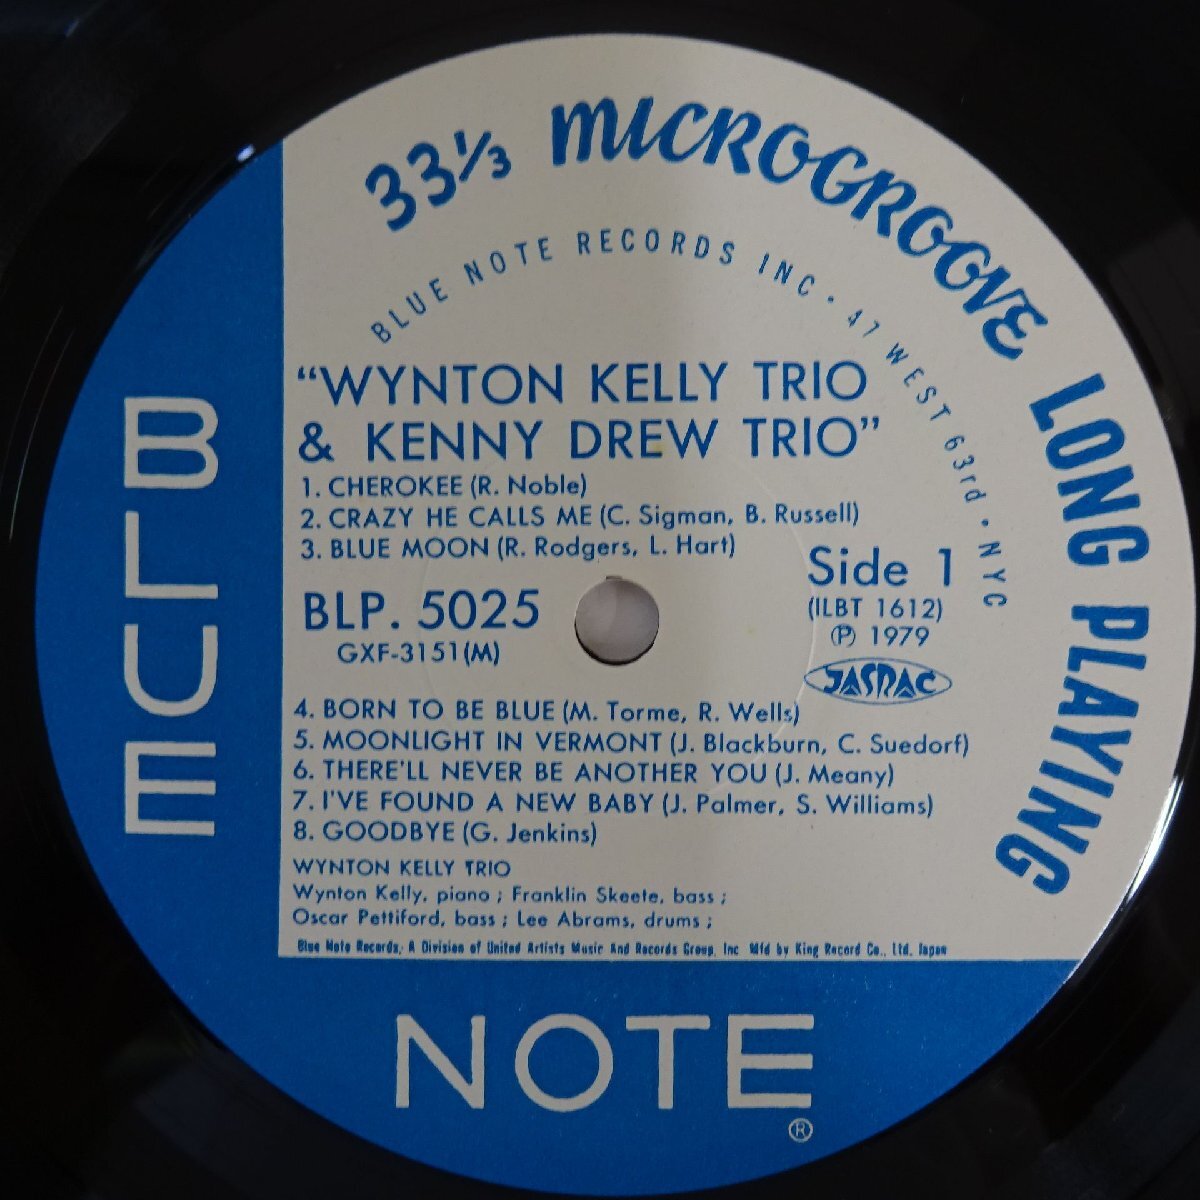 33⅓ MICROGROOVE LONG PLAYING
BLUE NOTE RECORDS INC · 47 WEST 63rd · NYC
"WYNTON KELLY TRIO
& KENNY DREW TRIO"
1. CHEROKEE (R. Noble)
2. CRAZY HE CALLS ME (C. Sigman, B. Russell)
3. BLUE MOON (R. Rodgers, L. Hart)
BLP. 5025
GXF-3151(M)
Side 1
(ILBT 1612)
Ⓟ 1979
JASRAC
4. BORN TO BE BLUE (M. Torme, R. Wells)
5. MOONLIGHT IN VERMONT (J. Blackburn, C. Suedorf)
6. THERE'LL NEVER BE ANOTHER YOU (J. Meany)
7. I'VE FOUND A NEW BABY (J. Palmer, S. Williams)
8. GOODBYE (G. Jenkins)
WYNTON KELLY TRIO
Wynton Kelly, piano ; Franklin Skeete, bass ;
Oscar Pettiford, bass ; Lee Abrams, drums ;
Blue Note Records, A Division of United Artists Music And Records Group, Inc Mfd by King Record Co., Ltd. Japan
BLUE
NOTE®